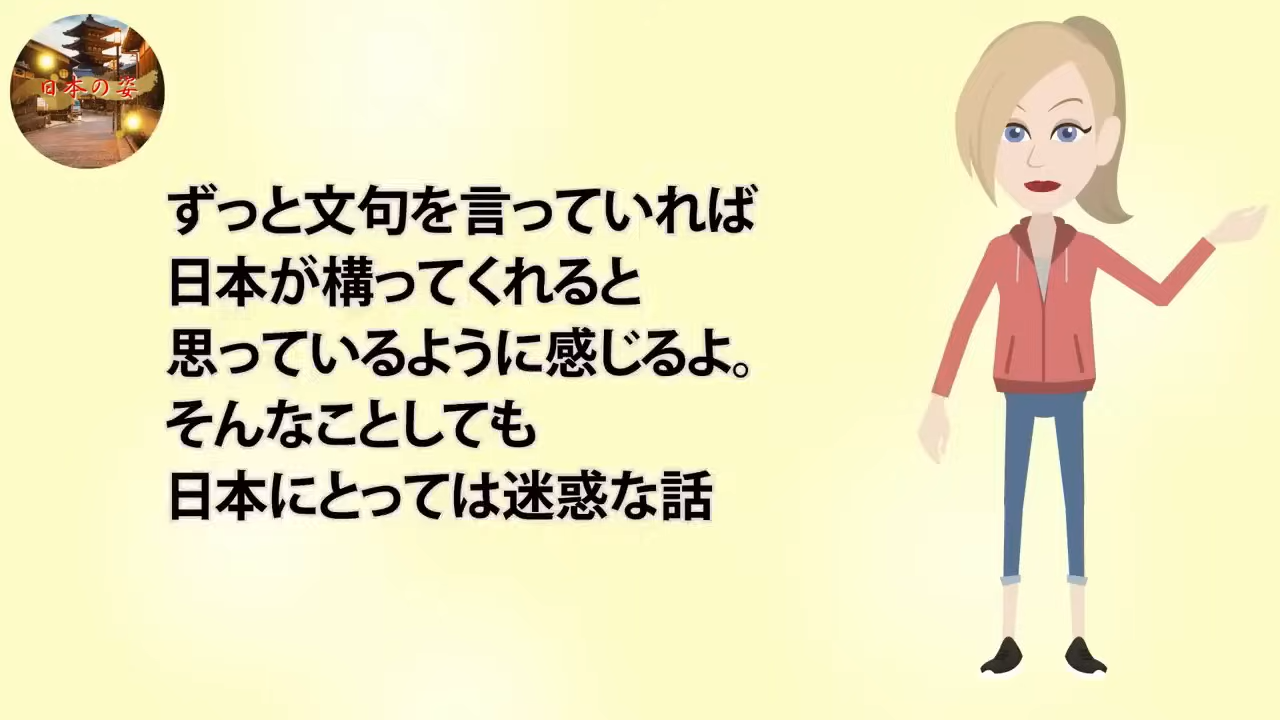 日本の姿
ずっと文句を言っていれば
日本が構ってくれると
思っているように感じるよ。
そんなことしても
日本にとっては迷惑な話